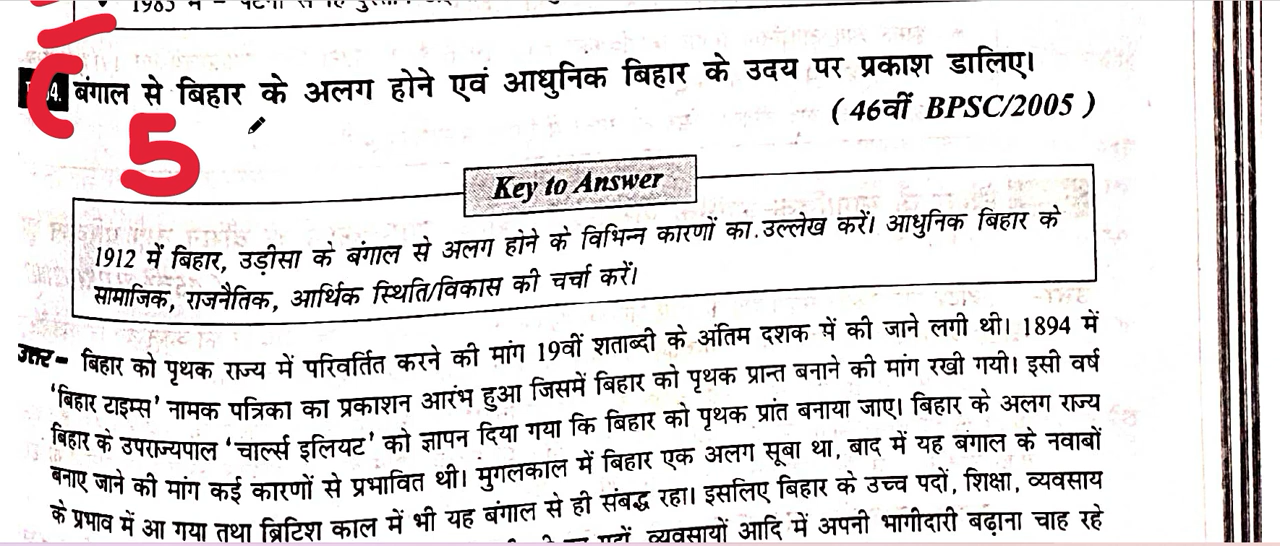 1983 में –
04. बंगाल से बिहार के अलग होने एवं आधुनिक बिहार के उदय पर प्रकाश डालिए।
( 46वीं BPSC/2005 )
5
Key to Answer
1912 में बिहार, उड़ीसा के बंगाल से अलग होने के विभिन्न कारणों का उल्लेख करें। आधुनिक बिहार के
सामाजिक, राजनैतिक, आर्थिक स्थिति/विकास की चर्चा करें।
उत्तर– बिहार को पृथक राज्य में परिवर्तित करने की मांग 19वीं शताब्दी के अंतिम दशक में की जाने लगी थी। 1894 में
'बिहार टाइम्स' नामक पत्रिका का प्रकाशन आरंभ हुआ जिसमें बिहार को पृथक प्रान्त बनाने की मांग रखी गयी। इसी वर्ष
बिहार के उपराज्यपाल 'चार्ल्स इलियट' को ज्ञापन दिया गया कि बिहार को पृथक प्रांत बनाया जाए। बिहार के अलग राज्य
बनाए जाने की मांग कई कारणों से प्रभावित थी। मुगलकाल में बिहार एक अलग सूबा था, बाद में यह बंगाल के नवाबों
के प्रभाव में आ गया तथा ब्रिटिश काल में भी यह बंगाल से ही संबद्ध रहा। इसलिए बिहार के उच्च पदों, शिक्षा, व्यवसाय
व्यवसायों आदि में अपनी भागीदारी बढ़ाना चाह रहे